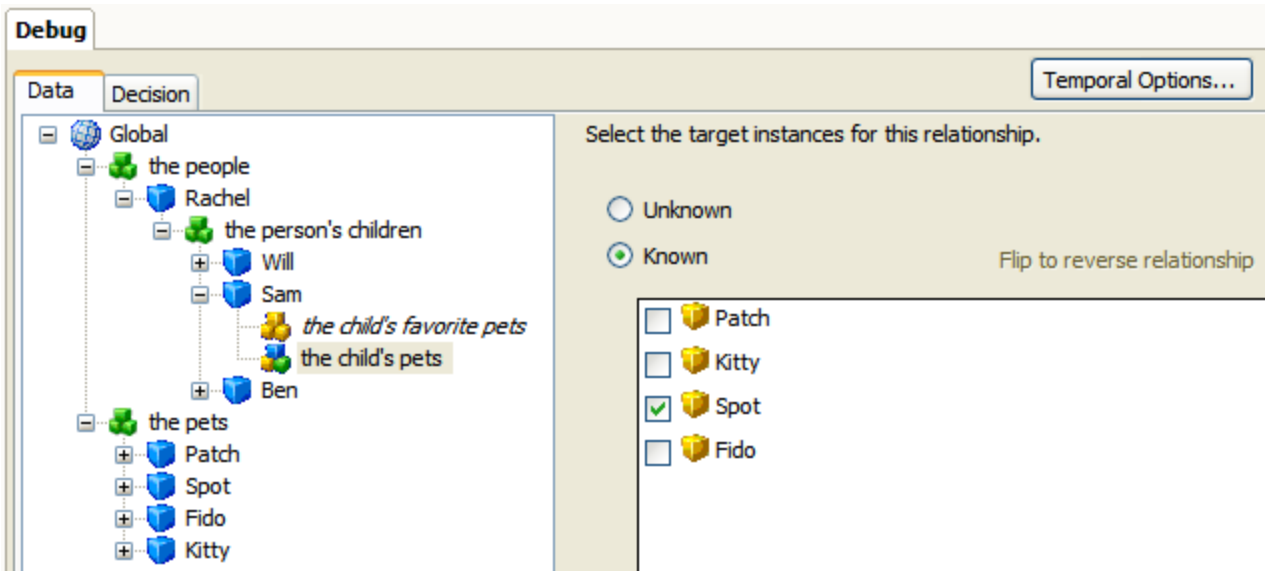 Debug
Data
Decision
Temporal Options...
Global
the people
Rachel
the person's children
Will
Sam
the child's favorite pets
the child's pets
Ben
the pets
Patch
Spot
Fido
Kitty
Select the target instances for this relationship.
Unknown
Known
Flip to reverse relationship
Patch
Kitty
Spot
Fido